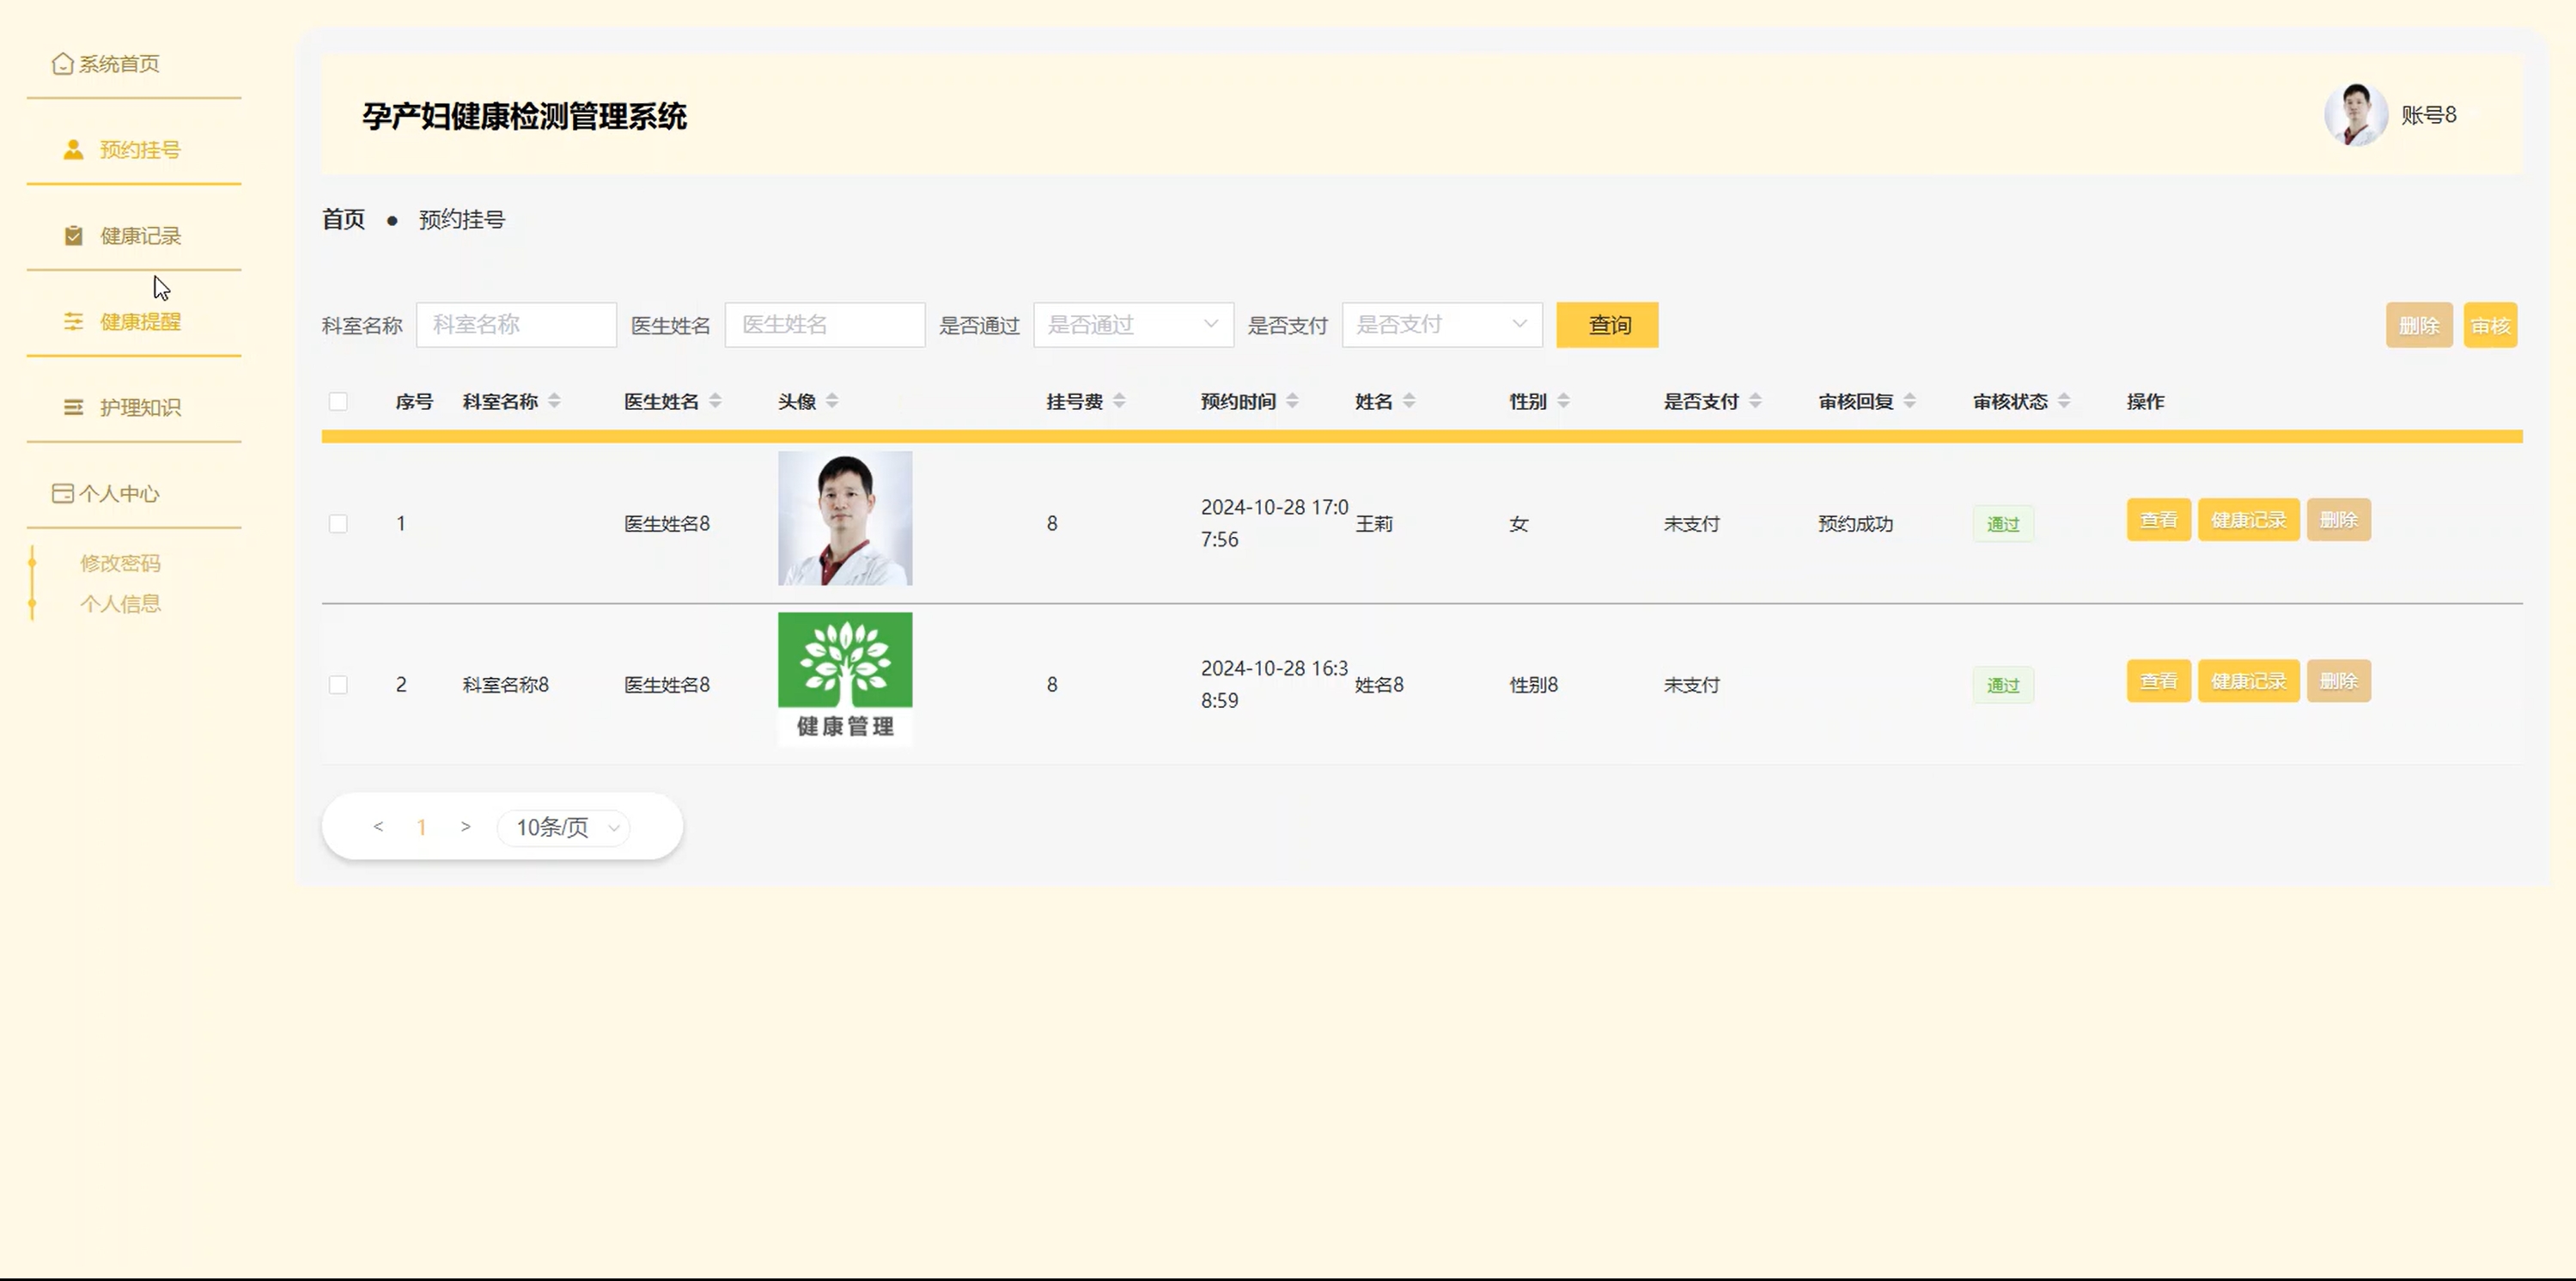 系统首页
预约挂号
健康记录
健康提醒
护理知识
个人中心
修改密码
个人信息
孕产妇健康检测管理系统
账号8
首页 ● 预约挂号
科室名称 科室名称 医生姓名 医生姓名 是否通过 是否通过 是否支付 是否支付 查询 删除 审核
序号 科室名称 医生姓名 头像 挂号费 预约时间 姓名 性别 是否支付 审核回复 审核状态 操作
1 医生姓名8 8 2024-10-28 17:0
7:56 王莉 女 未支付 预约成功 通过 查看 健康记录 删除
2 科室名称8 医生姓名8 健康管理 8 2024-10-28 16:3
8:59 姓名8 性别8 未支付 通过 查看 健康记录 删除
< 1 > 10条/页